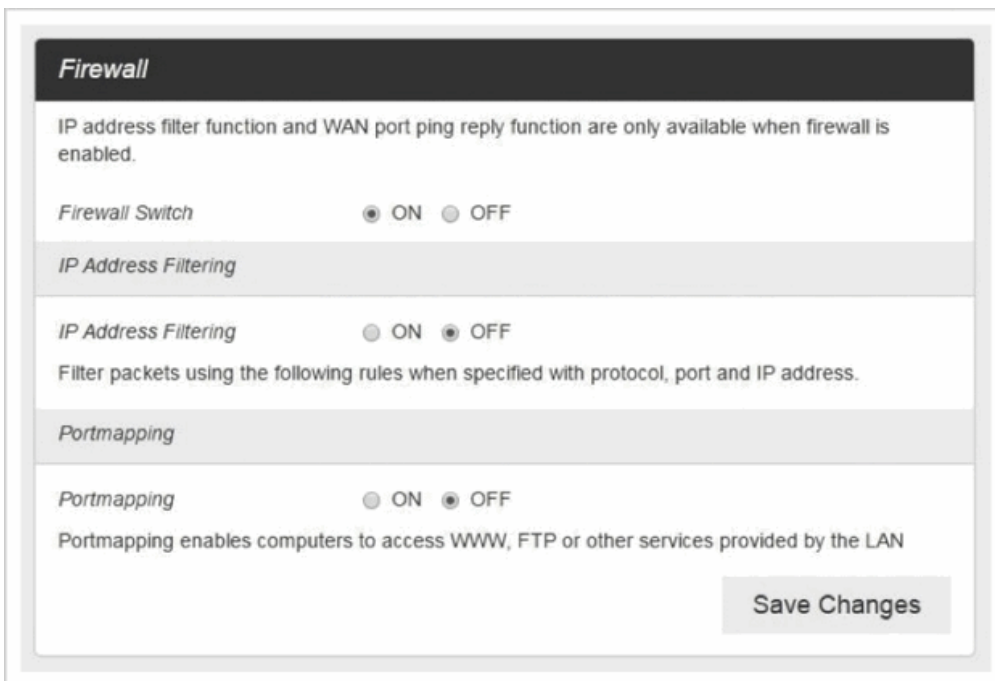 Firewall
IP address filter function and WAN port ping reply function are only available when firewall is
enabled.
Firewall Switch ON OFF
IP Address Filtering
IP Address Filtering ON OFF
Filter packets using the following rules when specified with protocol, port and IP address.
Portmapping
Portmapping ON OFF
Portmapping enables computers to access WWW, FTP or other services provided by the LAN
Save Changes